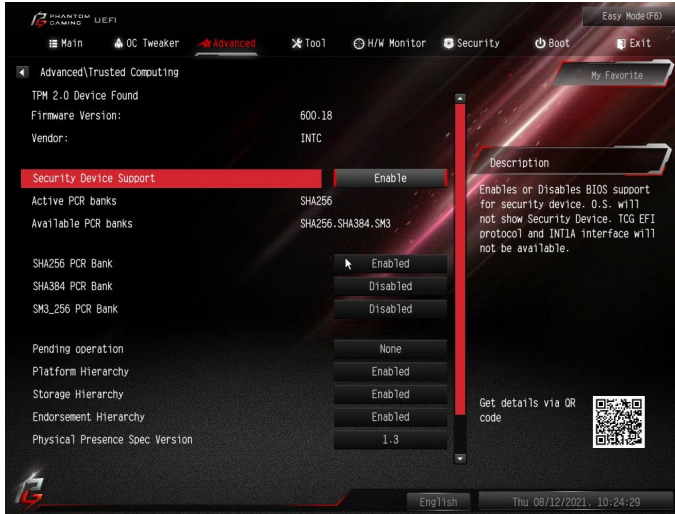 PHANTOM GAMING UEFI
Easy Mode(F6)
Main OC Tweaker Advanced Tool H/W Monitor Security Boot Exit
Advanced\Trusted Computing
My Favorite
TPM 2.0 Device Found
Firmware Version: 600.18
Vendor: INTC
Security Device Support Enable
Active PCR banks SHA256
Available PCR banks SHA256.SHA384.SM3
SHA256 PCR Bank Enabled
SHA384 PCR Bank Disabled
SM3_256 PCR Bank Disabled
Pending operation None
Platform Hierarchy Enabled
Storage Hierarchy Enabled
Endorsement Hierarchy Enabled
Physical Presence Spec Version 1.3
Description
Enables or Disables BIOS support
for security device. O.S. will
not show Security Device. TCG EFI
protocol and INT1A interface will
not be available.
Get details via QR
code
English
Thu 08/12/2021. 10:24:29